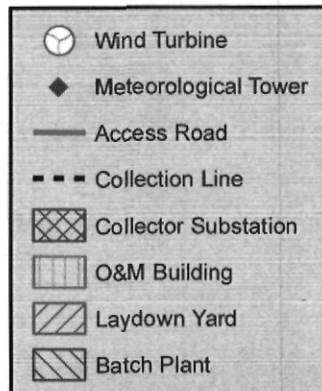 Wind Turbine
Meteorological Tower
Access Road
Collection Line
Collector Substation
O&M Building
Laydown Yard
Batch Plant